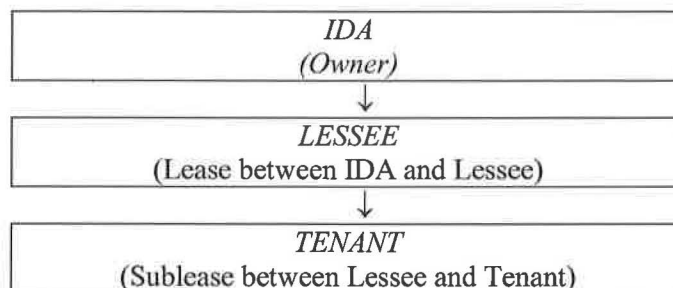 IDA
(Owner)
↓
LESSEE
(Lease between IDA and Lessee)
↓
TENANT
(Sublease between Lessee and Tenant)